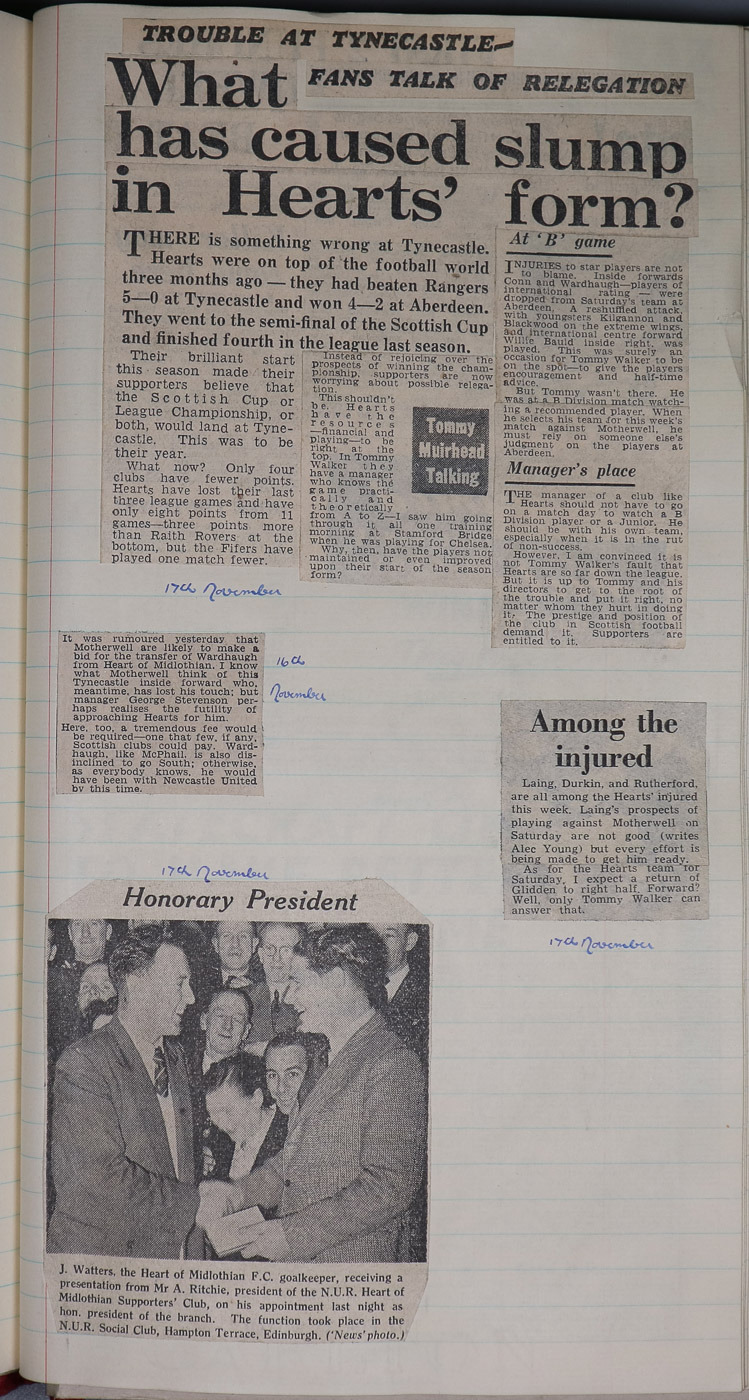 TROUBLE AT TYNECASTLE—
What
FANS TALK OF RELEGATION
has caused slump
in Hearts' form?
THERE is something wrong at Tynecastle.
Hearts were on top of the football world
three months ago — they had beaten Rangers
5—0 at Tynecastle and won 4—2 at Aberdeen.
They went to the semi-final of the Scottish Cup
and finished fourth in the league last season.
Their brilliant start
this season made their
supporters believe that
the Scottish Cup or
League Championship, or
both, would land at Tyne-
castle. This was to be
their year.
What now? Only four
clubs have fewer points.
Hearts have lost their last
three league games and have
only eight points from 11
games—three points more
than Raith Rovers at the
bottom, but the Fifers have
played one match fewer.
Instead of rejoicing over the
prospects of winning the cham-
pionship, supporters are now
worrying about possible relega-
tion.
This shouldn't
be. Hearts
have the
resources
—financial and
playing—to be
right at the
top. In Tommy
Walker they
have a manager
who knows the
game practi-
cally and
theoretically
from A to Z—I saw him going
through it all one training
morning at Stamford Bridge
when he was playing for Chelsea.
Why, then, have the players not
maintained or even improved
upon their start of the season
form?
Tommy
Muirhead
Talking
At 'B' game
INJURIES to star players are not
to blame. Inside forwards
Conn and Wardhaugh—players of
international rating — were
dropped from Saturday's team at
Aberdeen. A reshuffled attack,
with youngsters Kilgannon and
Blackwood on the extreme wings,
and international centre forward
Willie Bauld inside right, was
played. This was surely an
occasion for Tommy Walker to be
on the spot—to give the players
encouragement and half-time
advice.
But Tommy wasn't there. He
was at a B Division match watch-
ing a recommended player. When
he selects his team for this week's
match against Motherwell, he
must rely on someone else's
judgment on the players at
Aberdeen.
Manager's place
THE manager of a club like
Hearts should not have to go
on a match day to watch a B
Division player or a Junior. He
should be with his own team,
especially when it is in the rut
of non-success.
However, I am convinced it is
not Tommy Walker's fault that
Hearts are so far down the league.
But it is up to Tommy and his
directors to get to the root of
the trouble and put it right, no
matter whom they hurt in doing
it. The prestige and position of
the club in Scottish football
demand it. Supporters are
entitled to it.
17th November
It was rumoured yesterday that
Motherwell are likely to make a
bid for the transfer of Wardhaugh
from Heart of Midlothian. I know
what Motherwell think of this
Tynecastle inside forward who,
meantime, has lost his touch; but
manager George Stevenson per-
haps realises the futility of
approaching Hearts for him.
Here, too, a tremendous fee would
be required—one that few, if any,
Scottish clubs could pay. Ward-
haugh, like McPhail, is also dis-
inclined to go South; otherwise,
as everybody knows, he would
have been with Newcastle United
by this time.
16th
November
Among the
injured
Laing, Durkin, and Rutherford,
are all among the Hearts' injured
this week. Laing's prospects of
playing against Motherwell on
Saturday are not good (writes
Alec Young) but every effort is
being made to get him ready.
As for the Hearts team for
Saturday, I expect a return of
Glidden to right half. Forward?
Well, only Tommy Walker can
answer that.
17th November
17th November
Honorary President
J. Watters, the Heart of Midlothian F.C. goalkeeper, receiving a
presentation from Mr A. Ritchie, president of the N.U.R. Heart of
Midlothian Supporters' Club, on his appointment last night as
hon. president of the branch. The function took place in the
N.U.R. Social Club, Hampton Terrace, Edinburgh. ('News' photo.)